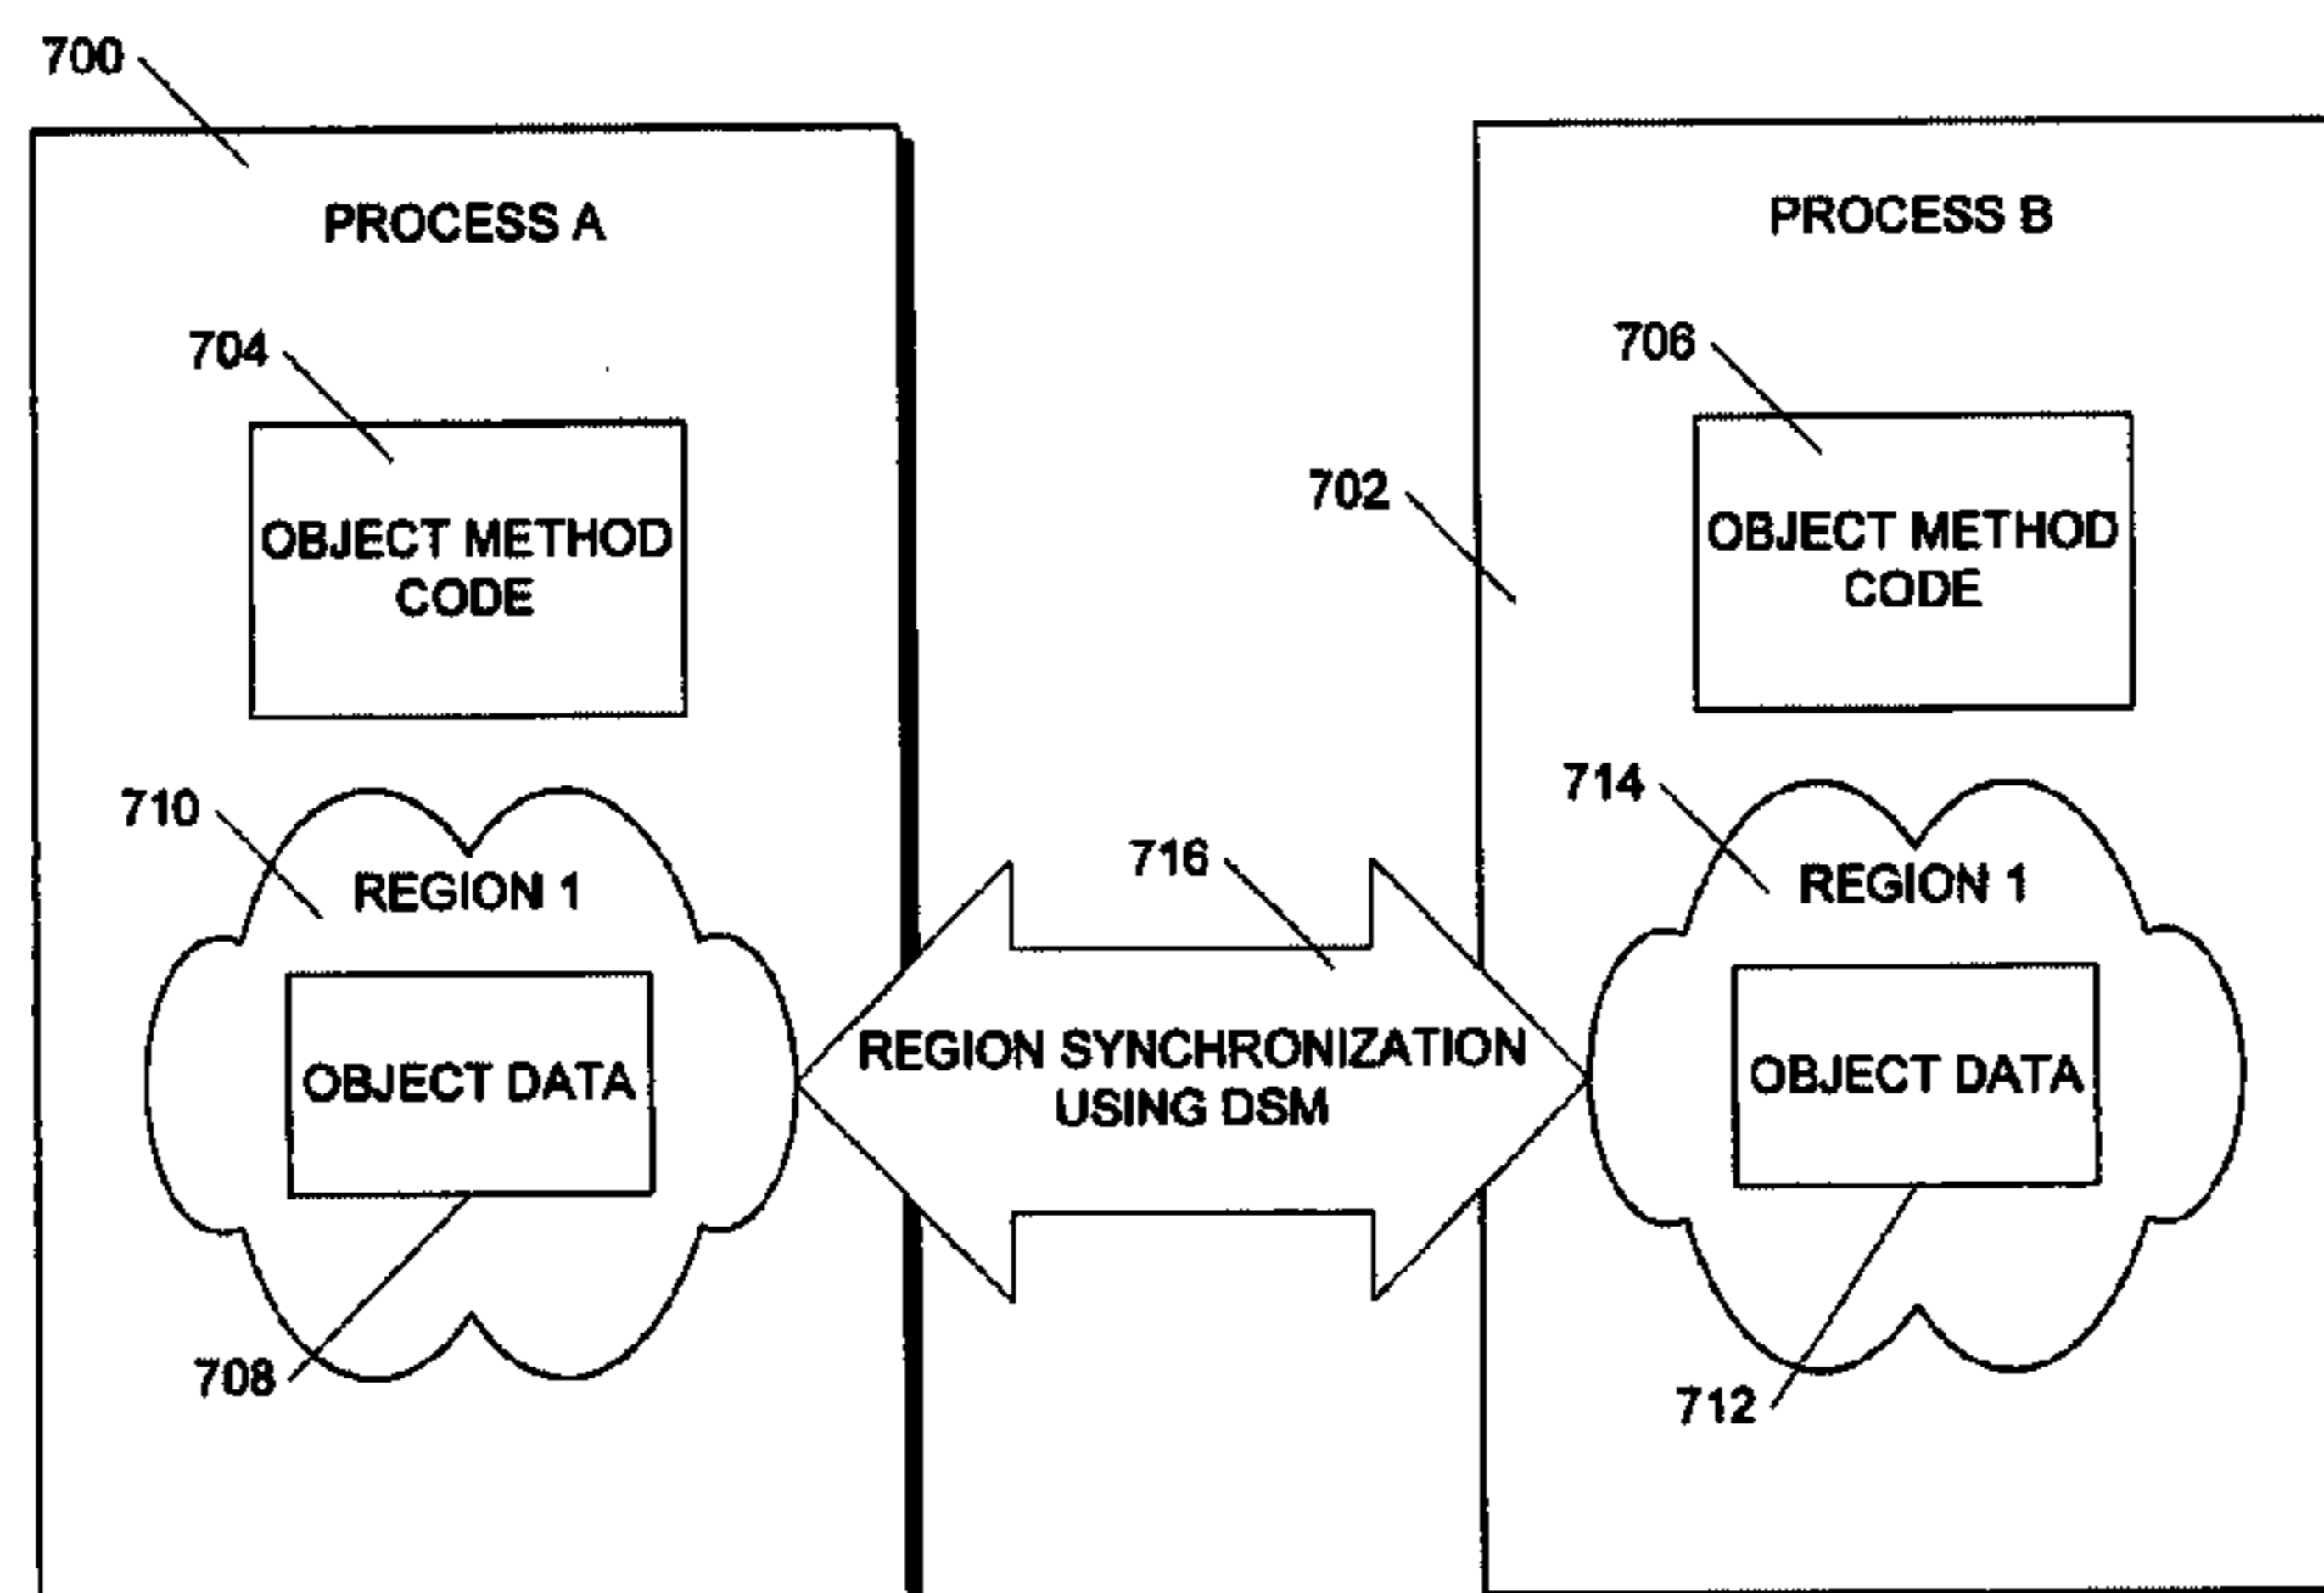 700
PROCESS A
PROCESS B
704
706
702
OBJECT METHOD
CODE
OBJECT METHOD
CODE
710
714
716
REGION 1
REGION 1
OBJECT DATA
REGION SYNCHRONIZATION
USING DSM
OBJECT DATA
708
712